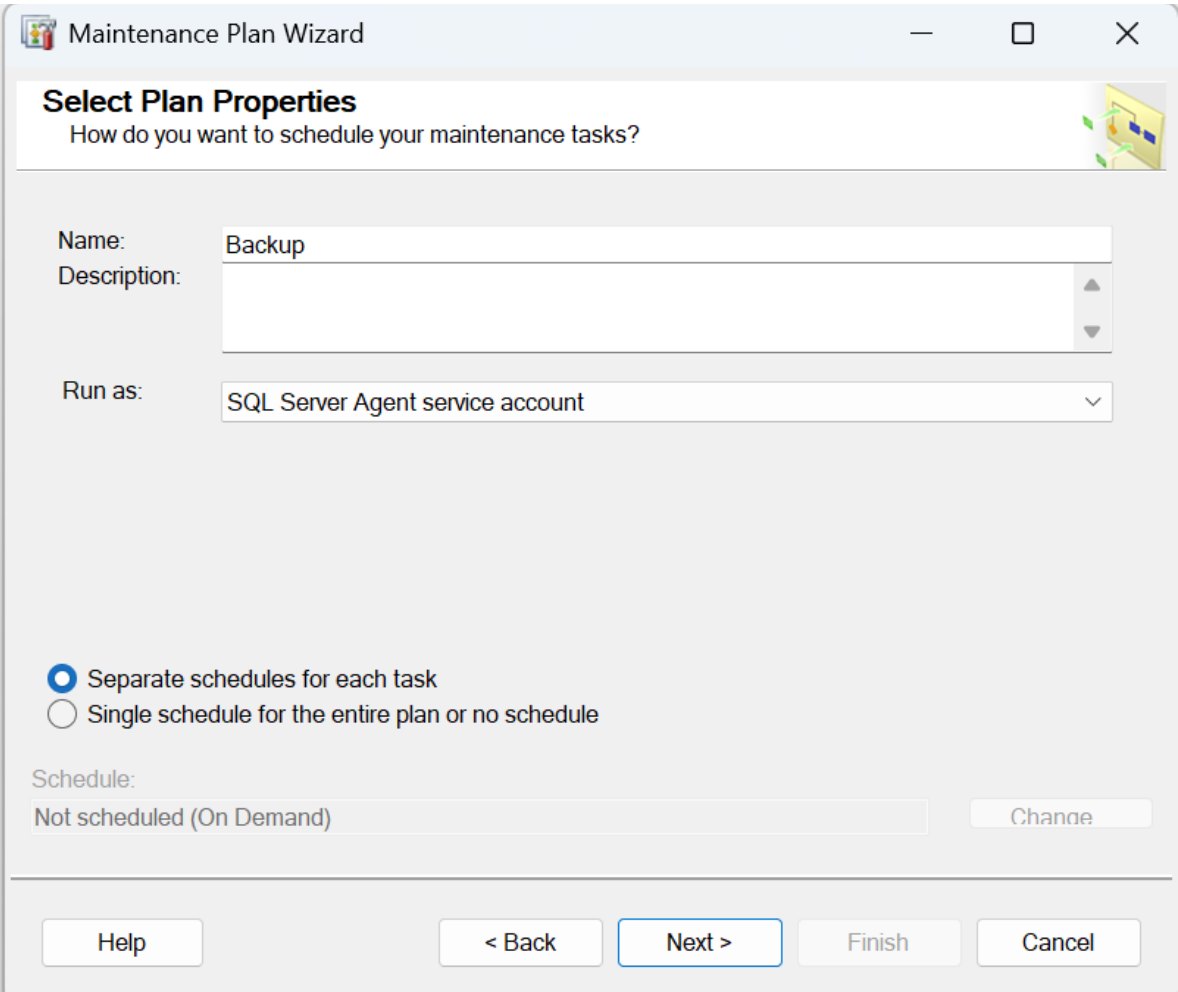 Maintenance Plan Wizard
Select Plan Properties
How do you want to schedule your maintenance tasks?
Name:
Backup
Description:
Run as:
SQL Server Agent service account
Separate schedules for each task
Single schedule for the entire plan or no schedule
Schedule:
Not scheduled (On Demand)
Change
Help
< Back
Next >
Finish
Cancel